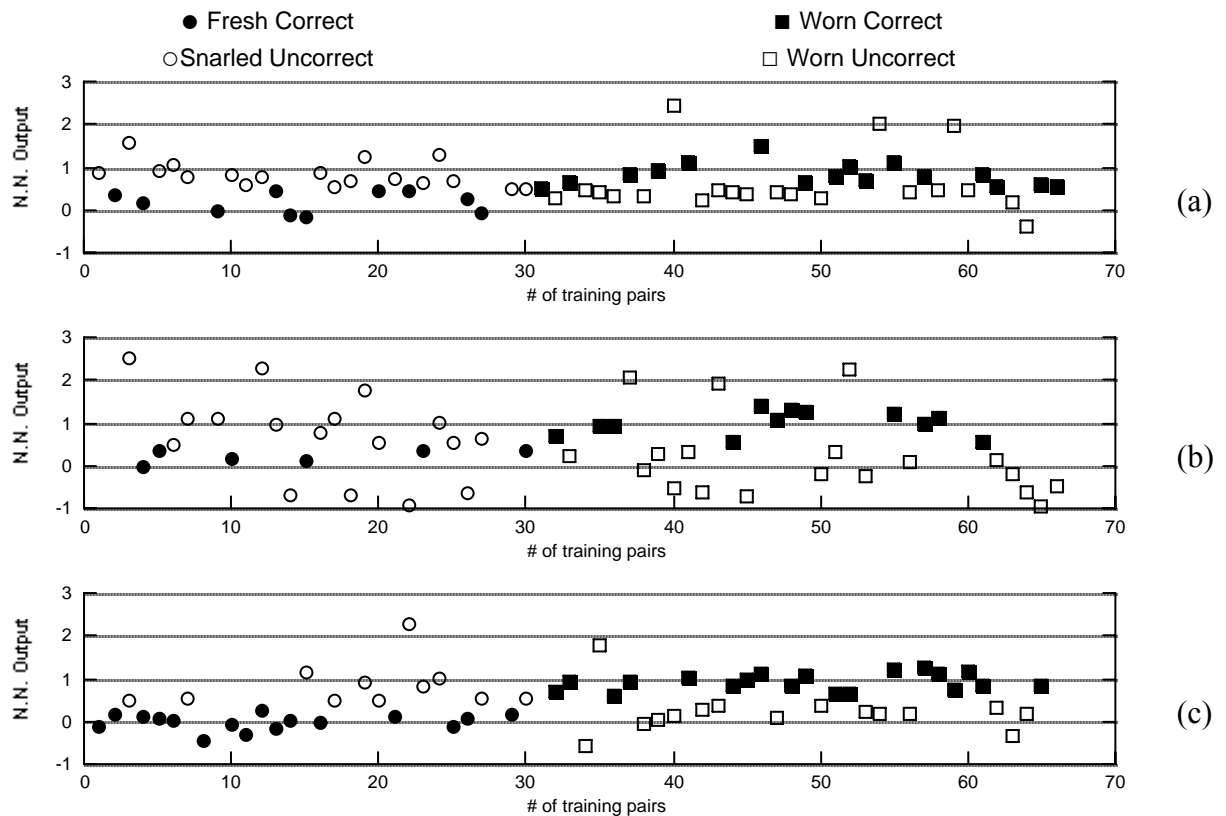 Fresh Correct Worn Correct
Snarled Uncorrect Worn Uncorrect
N.N. Output
3
2
1
0
-1
0 10 20 30 40 50 60 70
# of training pairs
(a)
N.N. Output
3
2
1
0
-1
0 10 20 30 40 50 60 70
# of training pairs
(b)
N.N. Output
3
2
1
0
-1
0 10 20 30 40 50 60 70
# of training pairs
(c)